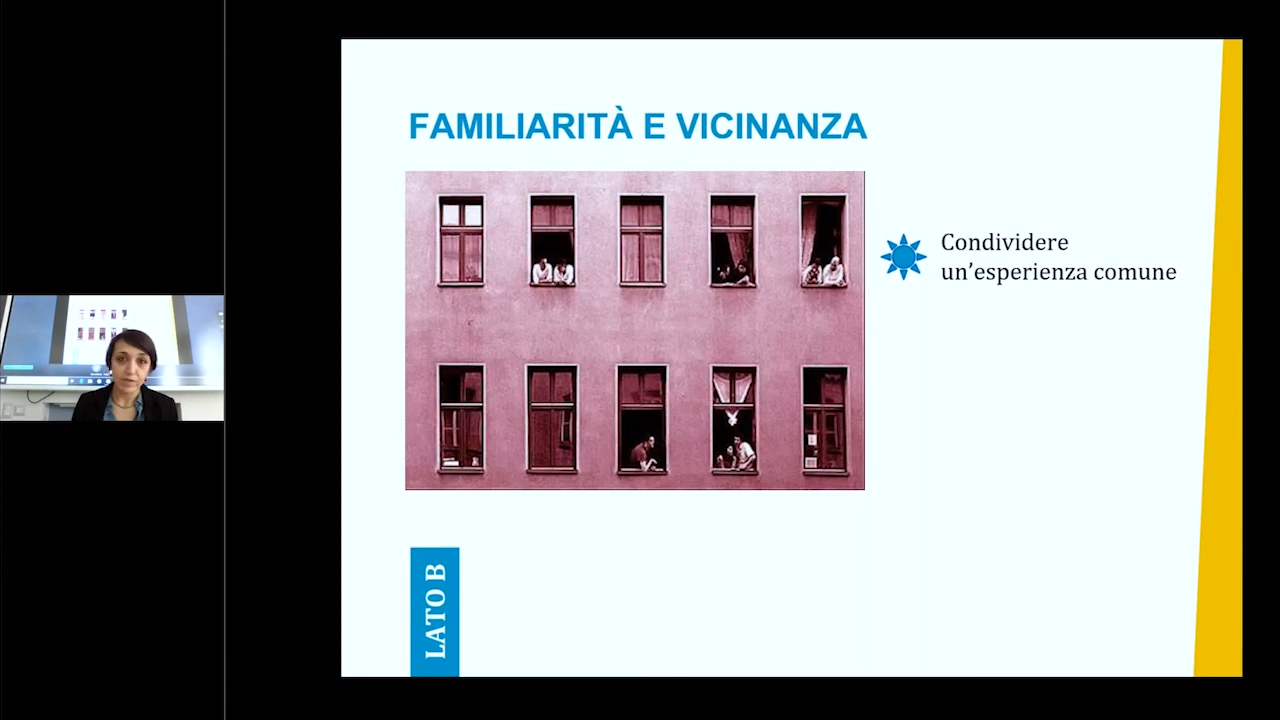 FAMILIARITÀ E VICINANZA
Condividere
un’esperienza comune
LATO B